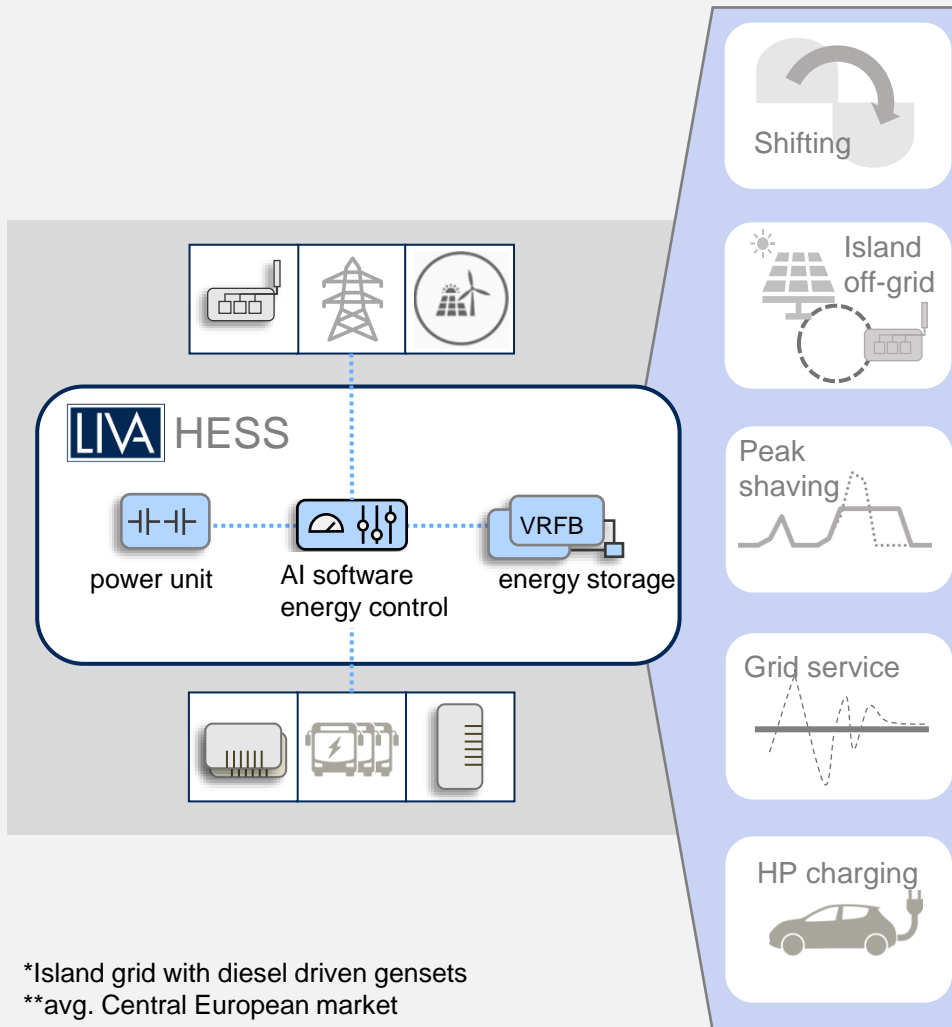 Shifting
Island
off-grid
LIVA HESS
Peak
shaving
VRFB
power unit
AI software
energy control
energy storage
Grid service
HP charging
*Island grid with diesel driven gensets
**avg. Central European market